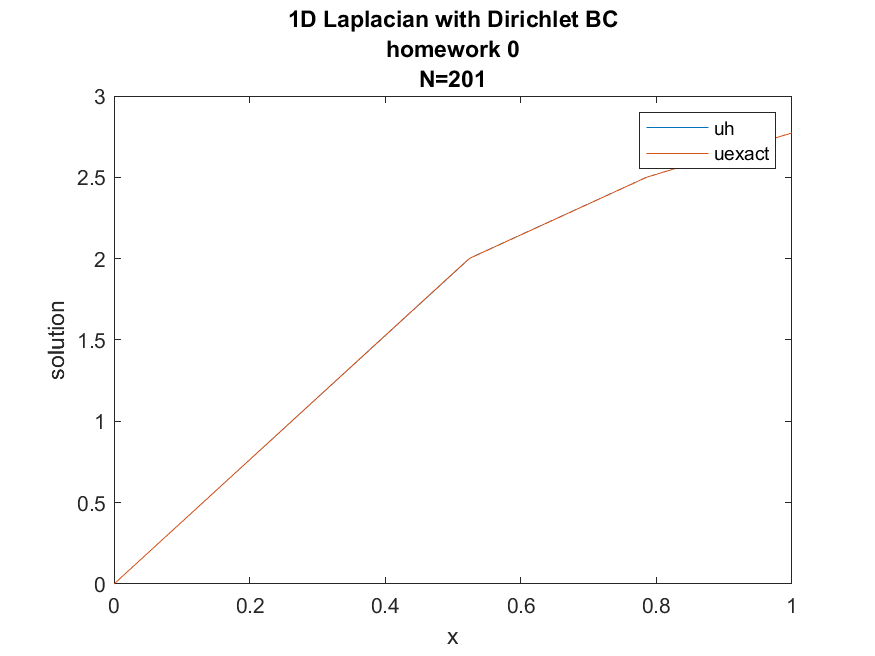 1D Laplacian with Dirichlet BC
homework 0
N=201
3
2.5
2
1.5
1
0.5
0
solution
uh
uexact
0 0.2 0.4 0.6 0.8 1
x